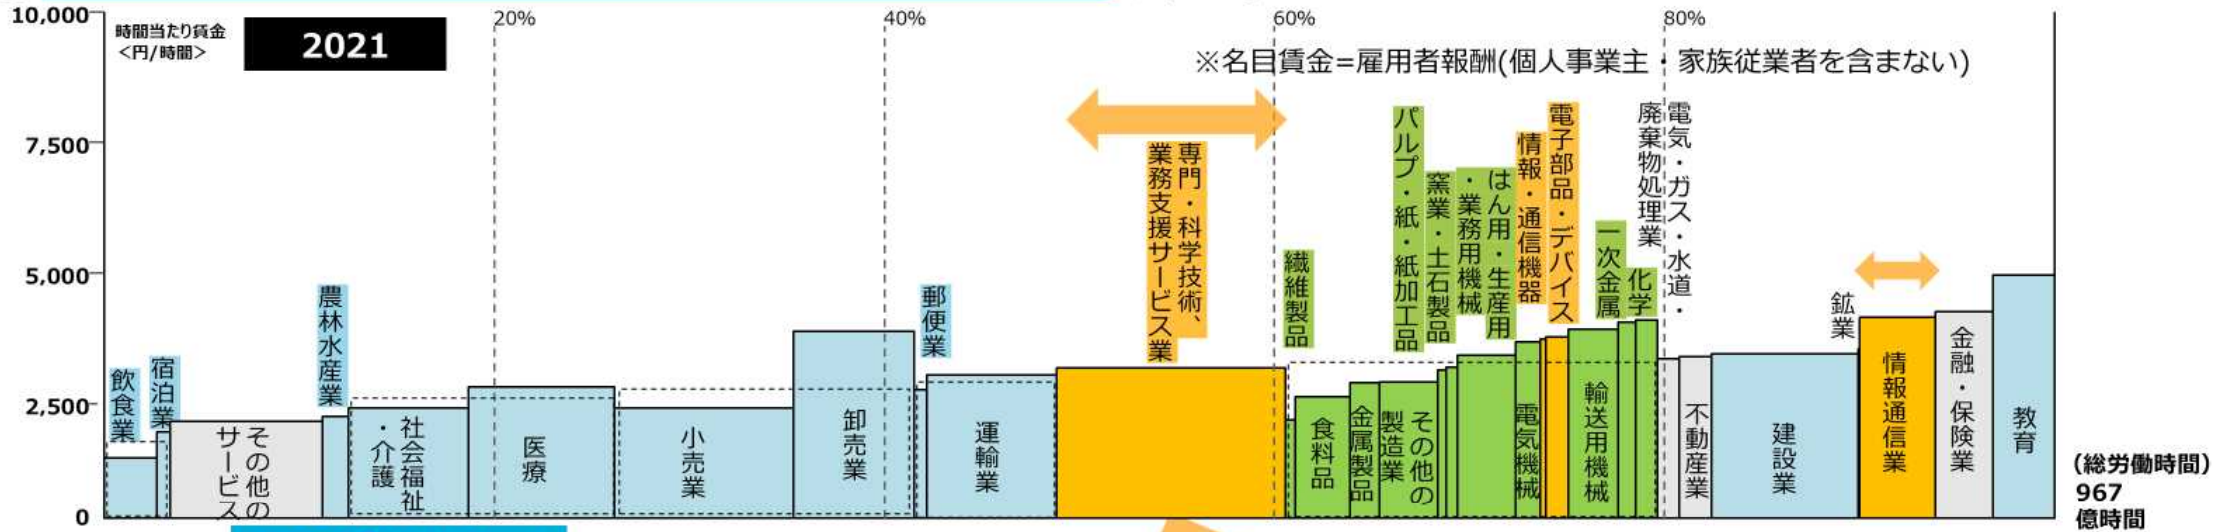 10,000
7,500
5,000
2,500
0
時間当たり賃金
<円/時間>
2021
20%
40%
60%
80%
※名目賃金=雇用者報酬(個人事業主・家族従業者を含まない)
飲食業
宿泊業
その他の
サービス
農林水産業
社会福祉
・介護
医療
小売業
卸売業
郵便業
運輸業
専門・科学技術、
業務支援サービス業
繊維製品
食料品
金属製品
その他の
製造業
パルプ・紙・紙加工品
窯業・土石製品
はん用・生産用
・業務用機械
電気機械
情報・通信機器
電子部品・デバイス
輸送用機械
一次金属
化学
電気・ガス・水道・
廃棄物処理業
不動産業
建設業
鉱業
情報通信業
金融・保険業
教育
(総労働時間)
967
億時間